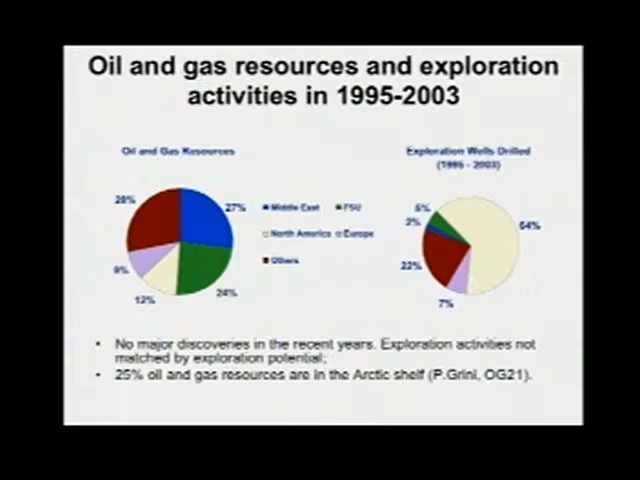 Oil and gas resources and exploration
activities in 1995-2003
Oil and Gas Resources
Exploration Wells Drilled
(1995 - 2003)
28%
27%
9%
12%
24%
Middle East
FSU
North America
Europe
Others
5%
2%
64%
22%
7%
• No major discoveries in the recent years. Exploration activities not
matched by exploration potential;
• 25% oil and gas resources are in the Arctic shelf (P.Grini, OG21).